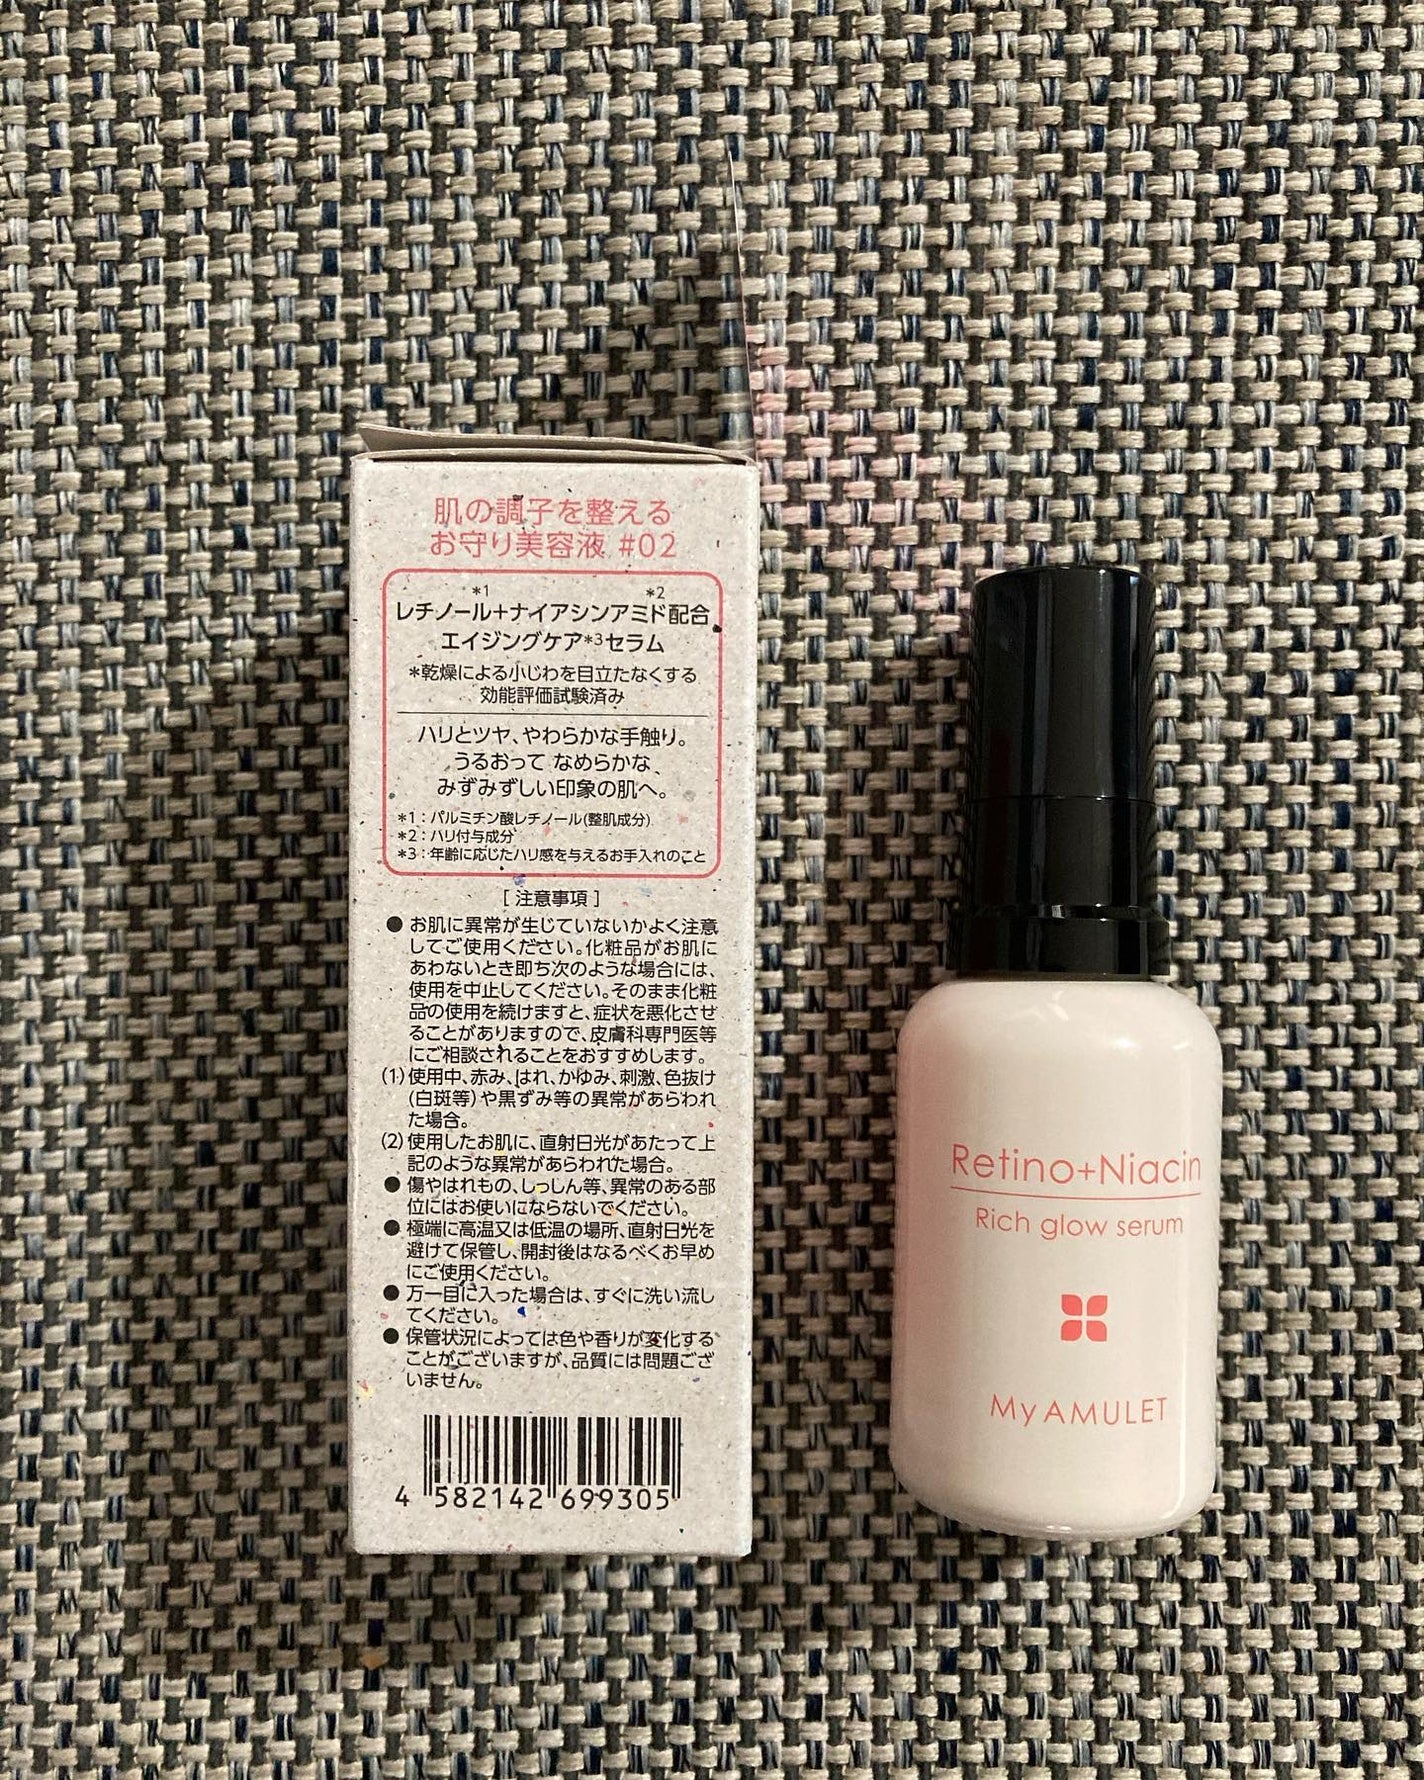 肌の調子を整える
お守り美容液 #02
*1 *2
レチノール+ナイアシンアミド配合
エイジングケア*3セラム
*乾燥による小じわを目立たなくする
効能評価試験済み
ハリとツヤ、やわらかな手触り。
うるおって なめらかな、
みずみずしい印象の肌へ。
*1：パルミチン酸レチノール(整肌成分)
*2：ハリ付与成分
*3：年齢に応じたハリ感を与えるお手入れのこと
[ 注意事項 ]
● お肌に異常が生じていないかよく注意
してご使用ください。化粧品がお肌に
あわないとき即ち次のような場合には、
使用を中止してください。そのまま化粧
品の使用を続けますと、症状を悪化させ
ることがありますので、皮膚科専門医等
にご相談されることをおすすめします。
(1)使用中、赤み、はれ、かゆみ、刺激、色抜け
(白斑等)や黒ずみ等の異常があらわれ
た場合。
(2)使用したお肌に、直射日光があたって上
記のような異常があらわれた場合。
● 傷やはれもの、しっしん等、異常のある部
位にはお使いにならないでください。
● 極端に高温又は低温の場所、直射日光を
避けて保管し、開封後はなるべくお早め
にご使用ください。
● 万一目に入った場合は、すぐに洗い流し
てください。
● 保管状況によっては色や香りが変化する
ことがございますが、品質には問題ござ
いません。
4 582142 699305
Retino+Niacin
Rich glow serum
My AMULET